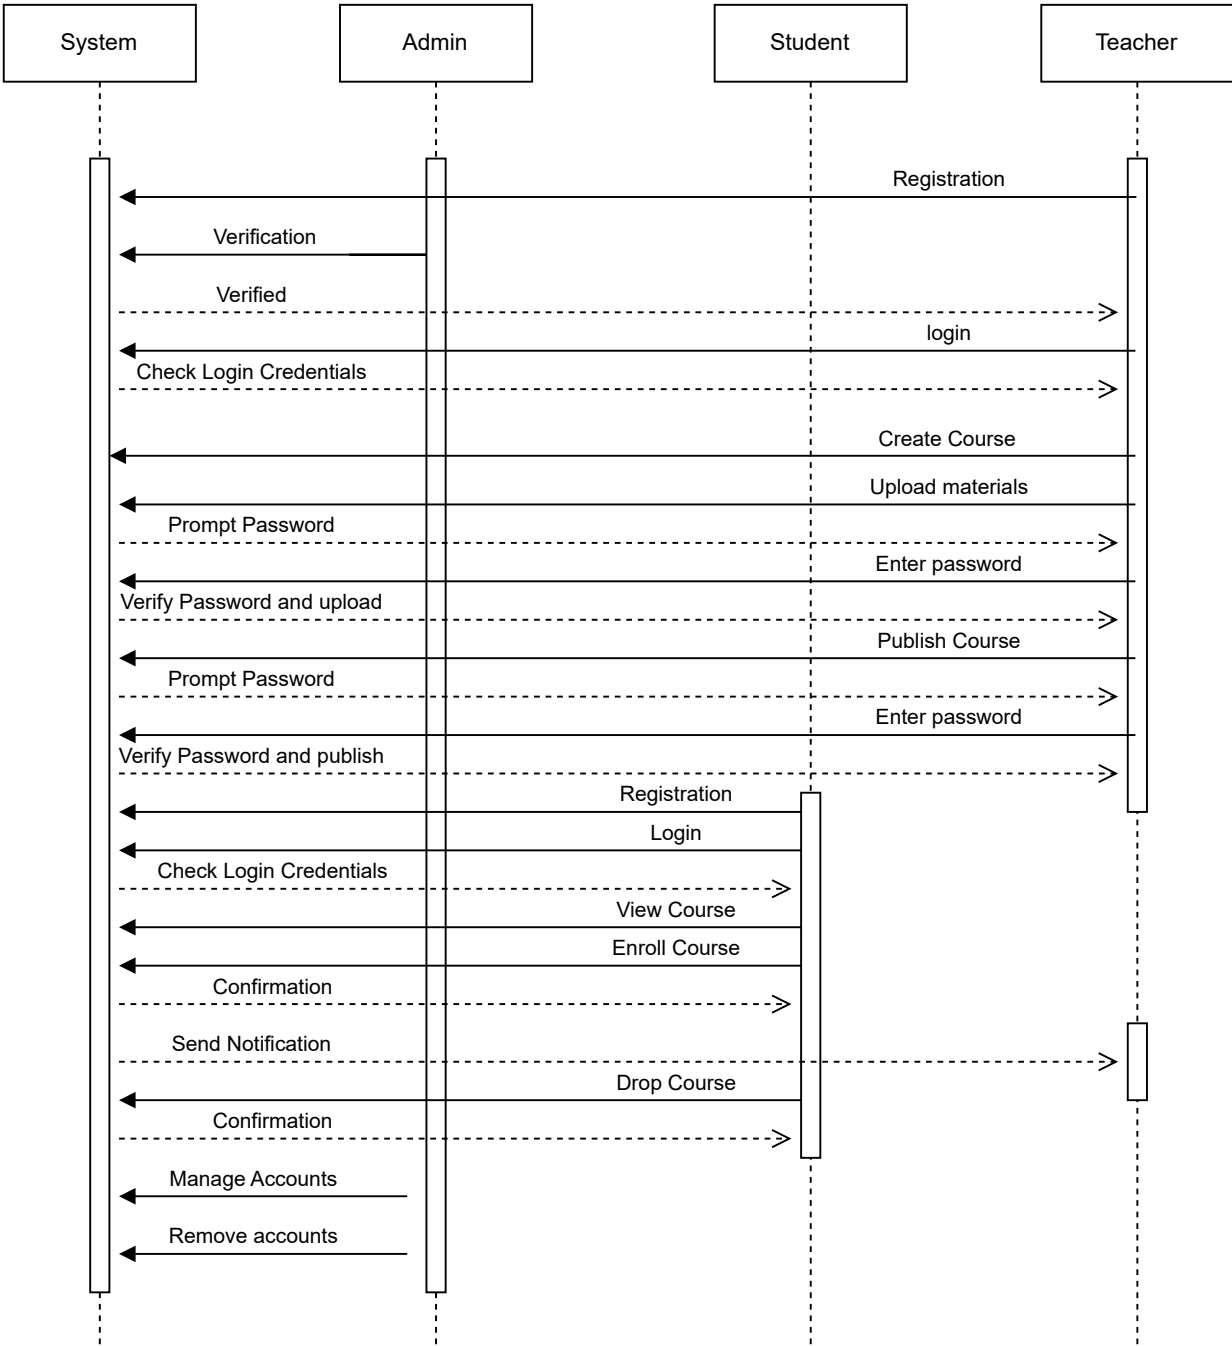 System
Admin
Student
Teacher
Registration
Verification
Verified
login
Check Login Credentials
Create Course
Upload materials
Prompt Password
Enter password
Verify Password and upload
Publish Course
Prompt Password
Enter password
Verify Password and publish
Registration
Login
Check Login Credentials
View Course
Enroll Course
Confirmation
Send Notification
Drop Course
Confirmation
Manage Accounts
Remove accounts